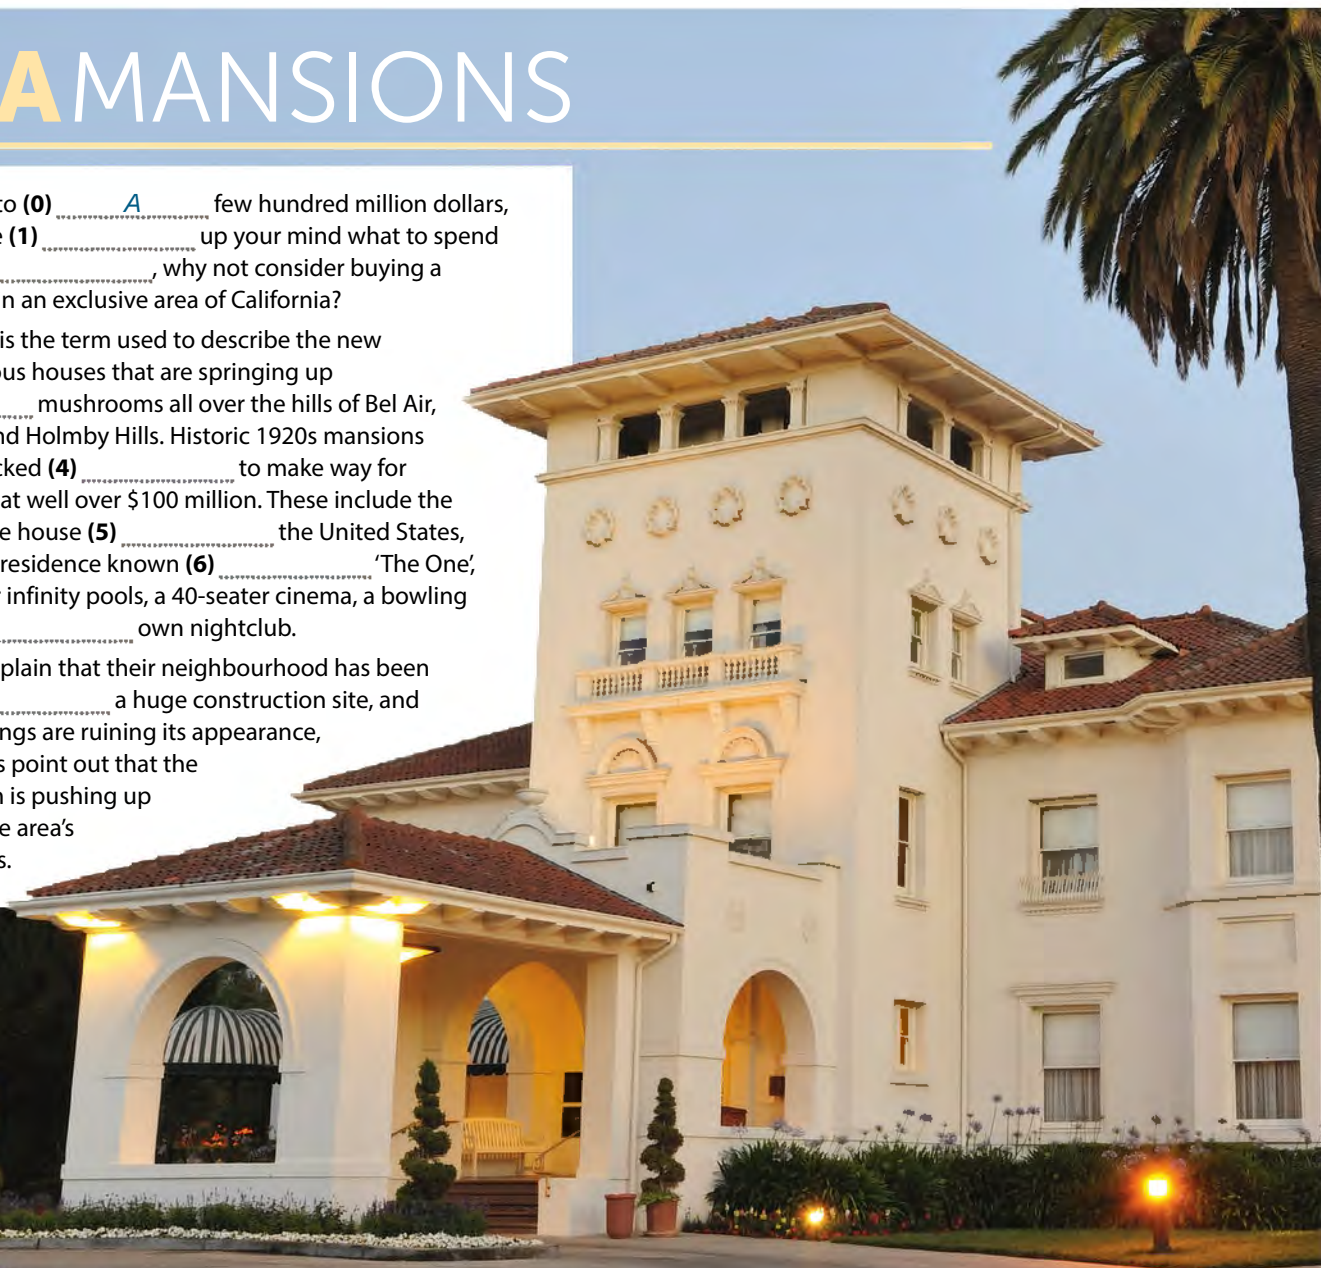 A MANSIONS
to (0) A few hundred million dollars,
(1) up your mind what to spend
, why not consider buying a
n an exclusive area of California?
is the term used to describe the new
ous houses that are springing up
mushrooms all over the hills of Bel Air,
nd Holmby Hills. Historic 1920s mansions
cked (4) to make way for
at well over $100 million. These include the
e house (5) the United States,
residence known (6) ‘The One’,
infinity pools, a 40-seater cinema, a bowling
own nightclub.
plain that their neighbourhood has been
a huge construction site, and
ngs are ruining its appearance,
s point out that the
n is pushing up
e area’s
s.